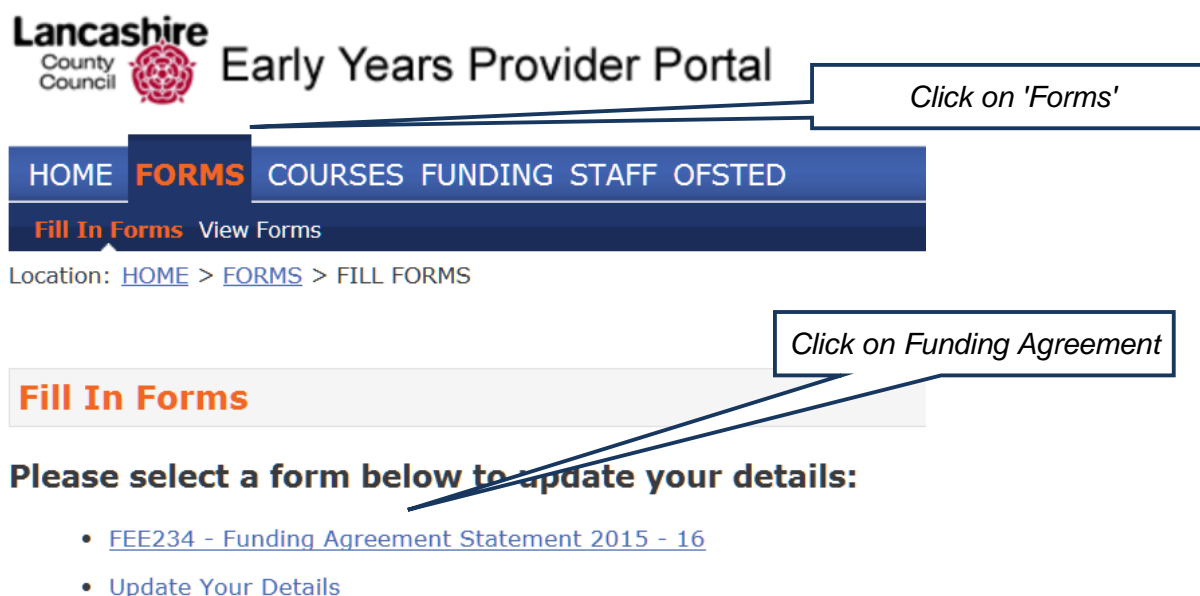 Lancashire
County
Council
Early Years Provider Portal
Click on 'Forms'
HOME FORMS COURSES FUNDING STAFF OFSTED
Fill In Forms View Forms
Location: HOME > FORMS > FILL FORMS
Click on Funding Agreement
Fill In Forms
Please select a form below to update your details:
• FEE234 - Funding Agreement Statement 2015 - 16
• Update Your Details